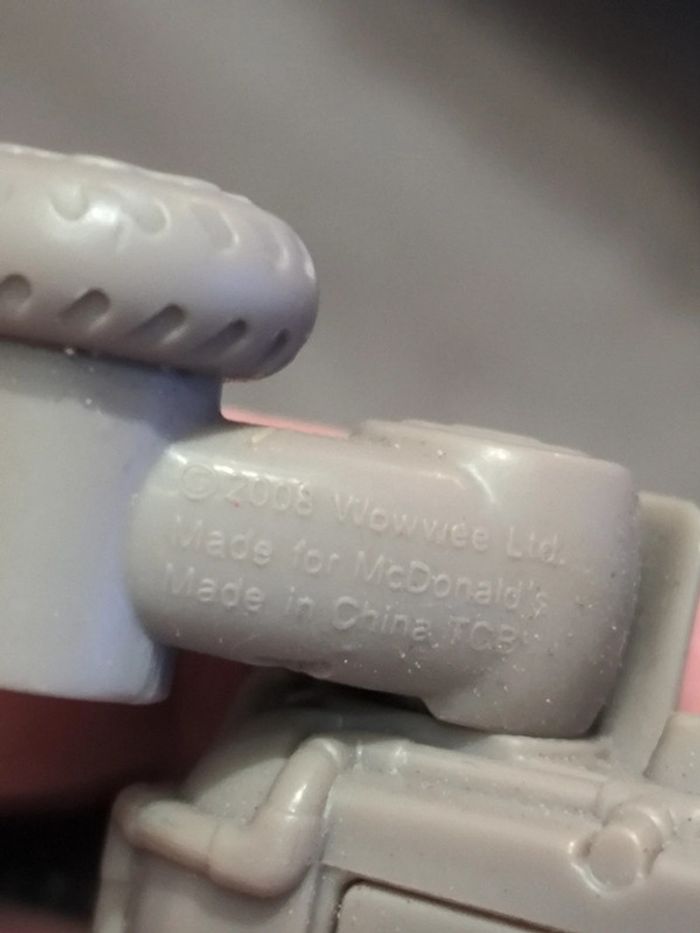 © 2008 Wowwee Ltd.
Made for McDonald's
Made in China TCB